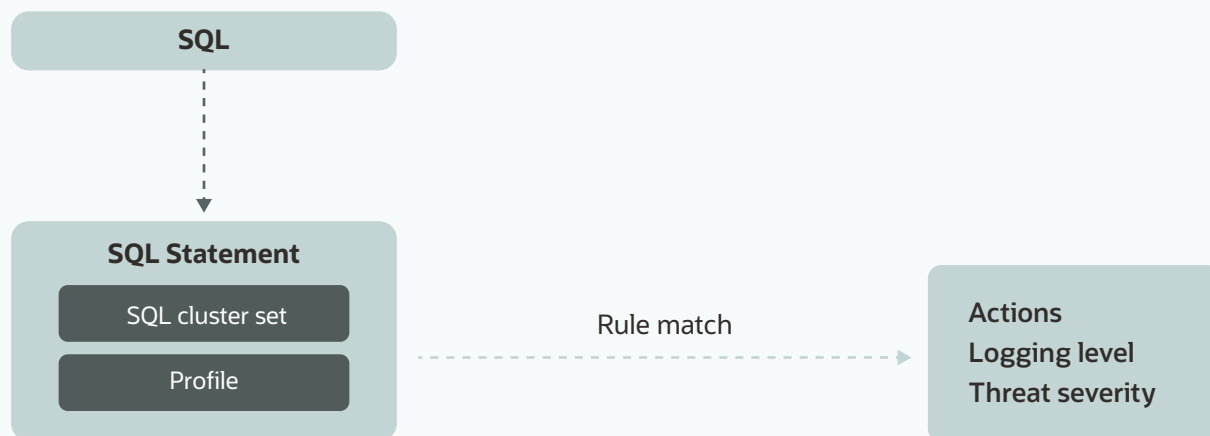 SQL
SQL Statement
SQL cluster set
Profile
Rule match
Actions
Logging level
Threat severity